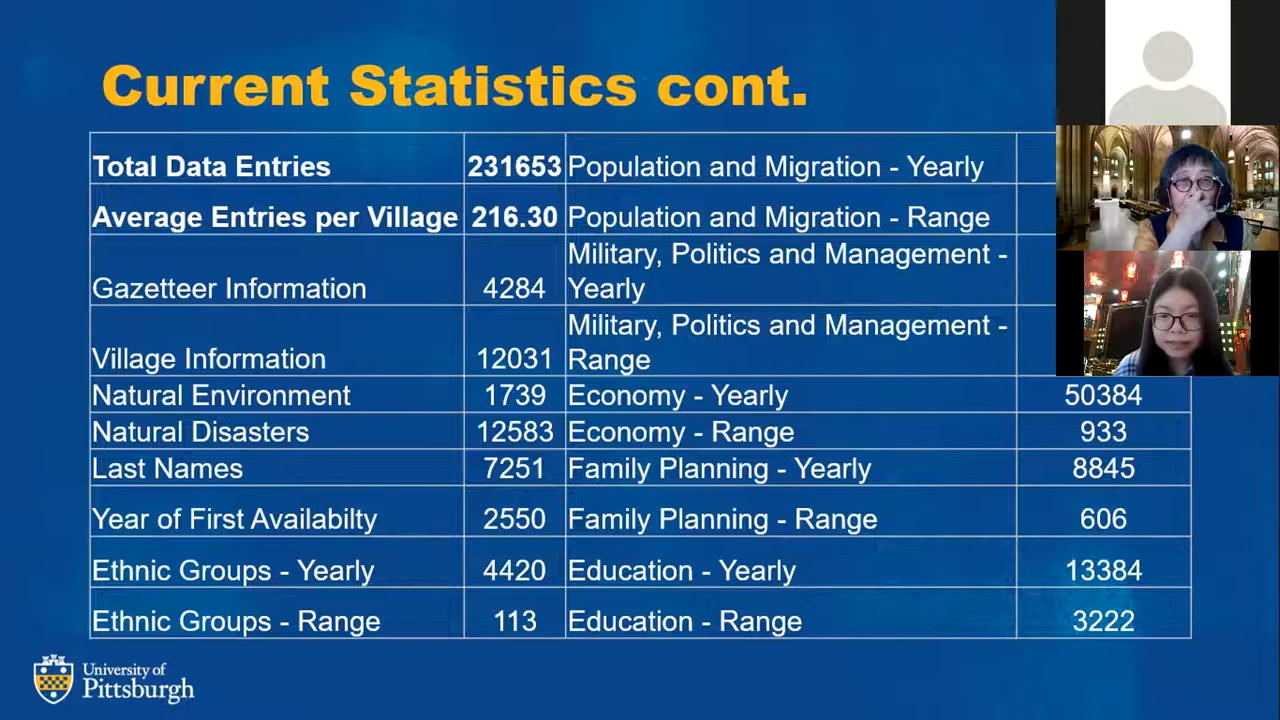 Current Statistics cont.
Total Data Entries 231653 Population and Migration - Yearly
Average Entries per Village 216.30 Population and Migration - Range
Gazetteer Information 4284 Military, Politics and Management -
Yearly
Village Information 12031 Military, Politics and Management -
Range
Natural Environment 1739 Economy - Yearly 50384
Natural Disasters 12583 Economy - Range 933
Last Names 7251 Family Planning - Yearly 8845
Year of First Availabilty 2550 Family Planning - Range 606
Ethnic Groups - Yearly 4420 Education - Yearly 13384
Ethnic Groups - Range 113 Education - Range 3222
University of
Pittsburgh